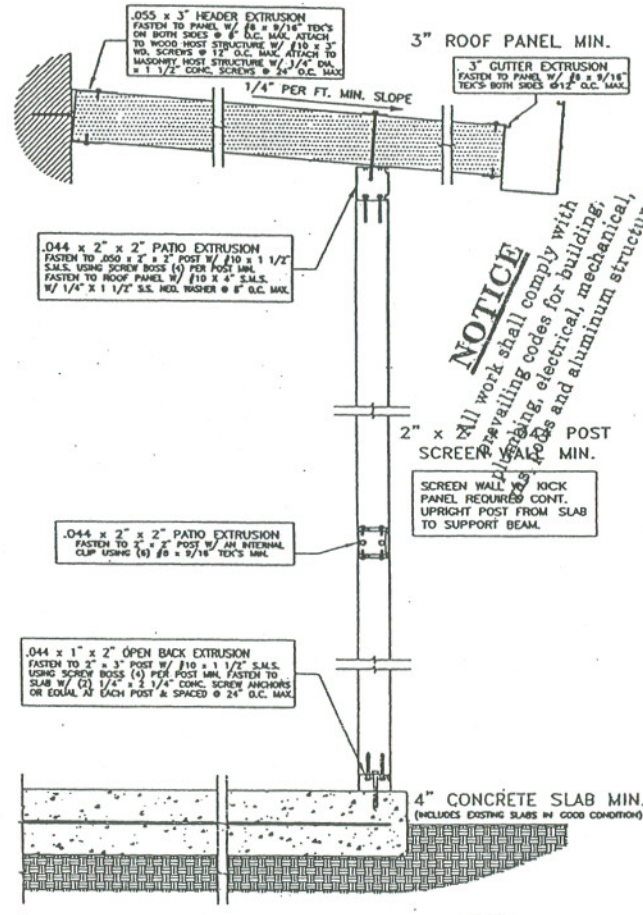 .055 x 3" HEADER EXTRUSION
FASTEN TO PANEL W/ #8 x 9/16" TEK'S
ON BOTH SIDES @ 6" O.C. MAX. ATTACH
TO WOOD HOST STRUCTURE W/ #10 x 3"
WD. SCREWS @ 12" O.C. MAX. ATTACH TO
MASONITY HOST STRUCTURE W/ 1/4" DIA.
x 1 1/2" CONC. SCREWS @ 24" O.C. MAX
3" ROOF PANEL MIN.
3" GUTTER EXTRUSION
FASTEN TO PANEL W/ #8 x 9/16"
TEK'S BOTH SIDES @12" O.C. MAX.
1/4" PER FT. MIN. SLOPE
.044 x 2" x 2" PATIO EXTRUSION
FASTEN TO .050 x 2" x 2" POST W/ #10 x 1 1/2"
S.M.S. USING SCREW BOSS (4) PER POST MIN.
FASTEN TO ROOF PANEL W/ #10 X 4" S.M.S.
W/ 1/4" X 1 1/2" S.S. NEO. WASHER @ 8" O.C. MAX.
NOTICE
All work shall comply with
prevailing codes for building,
plumbing, electrical, mechanical,
pools and aluminum structur
2" x 2" x POST
SCREEN WALL MIN.
SCREEN WALL KICK
PANEL REQUIRED CONT.
UPRIGHT POST FROM SLAB
TO SUPPORT BEAM.
.044 x 2" x 2" PATIO EXTRUSION
FASTEN TO 2" x 2" POST W/ AN INTERNAL
CLIP USING (6) #8 x 9/16" TEK'S MIN.
.044 x 1" x 2" OPEN BACK EXTRUSION
FASTEN TO 2" x 3" POST W/ #10 x 1 1/2" S.M.S.
USING SCREW BOSS (4) PER POST MIN. FASTEN TO
SLAB W/ (2) 1/4" x 2 1/4" CONC. SCREW ANCHORS
OR EQUAL AT EACH POST & SPACED @ 24" O.C. MAX.
4" CONCRETE SLAB MIN.
(INCLUDES EXISTING SLABS IN GOOD CONDITION)